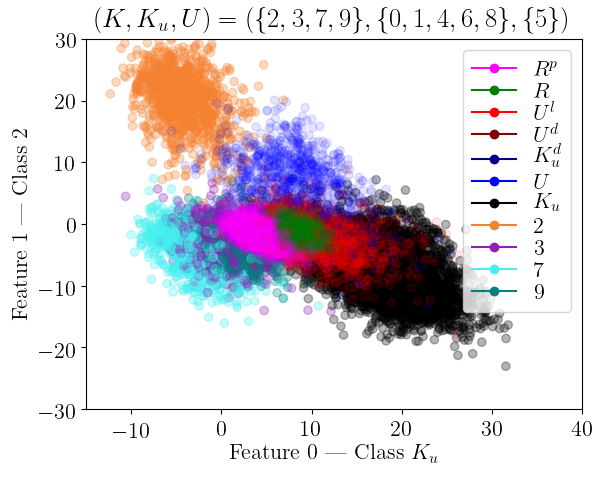 (K, K_u, U) = ({2, 3, 7, 9}, {0, 1, 4, 6, 8}, {5})
30
20
10
0
−10
−20
−30
Feature 1 — Class 2
−10
0
10
20
30
40
Feature 0 — Class K_u
R^p
R
U^l
U^d
K_u^d
U
K_u
2
3
7
9